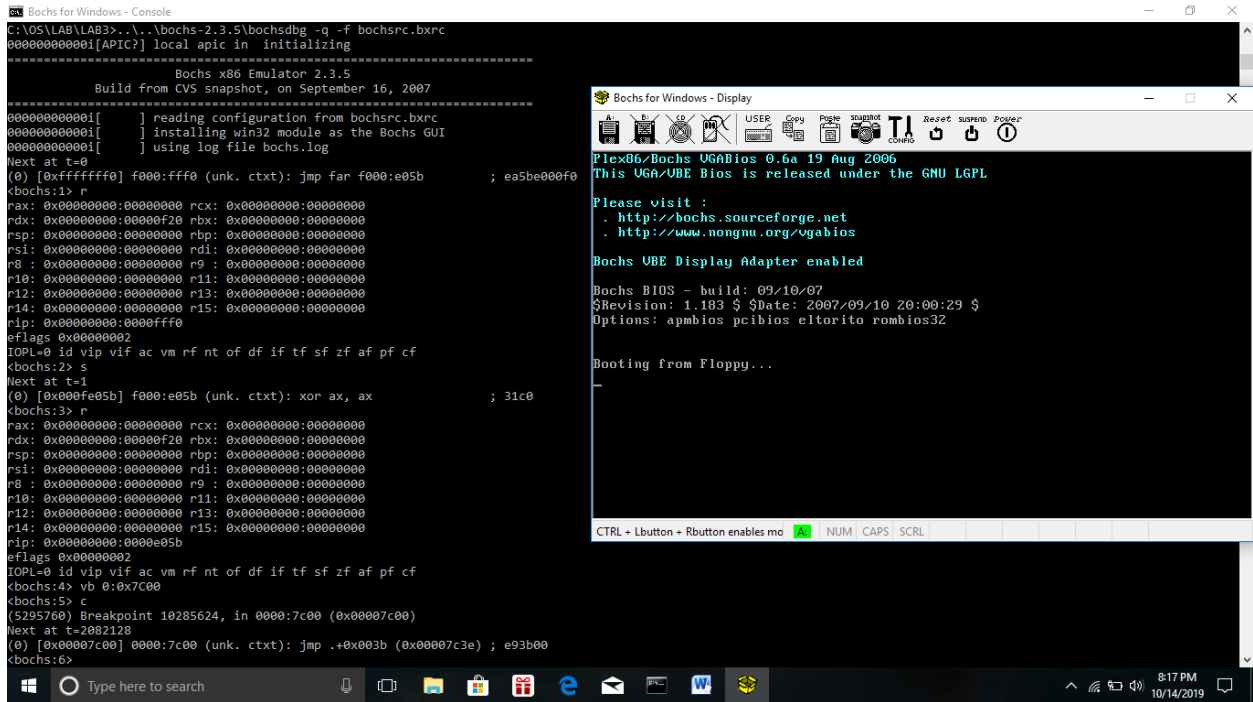 Bochs for Windows - Console
C:\OS\LAB\LAB3>..\..\bochs-2.3.5\bochsdbg -q -f bochsrc.bxrc
00000000000i[APIC?] local apic in  initializing
========================================================================
Bochs x86 Emulator 2.3.5
Build from CVS snapshot, on September 16, 2007
========================================================================
00000000000i[     ] reading configuration from bochsrc.bxrc
00000000000i[     ] installing win32 module as the Bochs GUI
00000000000i[     ] using log file bochs.log
Next at t=0
(0) [0xfffffff0] f000:fff0 (unk. ctxt): jmp far f000:e05b         ; ea5be000f0
<bochs:1> r
rax: 0x00000000:00000000 rcx: 0x00000000:00000000
rdx: 0x00000000:00000f20 rbx: 0x00000000:00000000
rsp: 0x00000000:00000000 rbp: 0x00000000:00000000
rsi: 0x00000000:00000000 rdi: 0x00000000:00000000
r8 : 0x00000000:00000000 r9 : 0x00000000:00000000
r10: 0x00000000:00000000 r11: 0x00000000:00000000
r12: 0x00000000:00000000 r13: 0x00000000:00000000
r14: 0x00000000:00000000 r15: 0x00000000:00000000
rip: 0x00000000:0000fff0
eflags 0x00000002
IOPL=0 id vip vif ac vm rf nt of df if tf sf zf af pf cf
<bochs:2> s
Next at t=1
(0) [0x000fe05b] f000:e05b (unk. ctxt): xor ax, ax                ; 31c0
<bochs:3> r
rax: 0x00000000:00000000 rcx: 0x00000000:00000000
rdx: 0x00000000:00000f20 rbx: 0x00000000:00000000
rsp: 0x00000000:00000000 rbp: 0x00000000:00000000
rsi: 0x00000000:00000000 rdi: 0x00000000:00000000
r8 : 0x00000000:00000000 r9 : 0x00000000:00000000
r10: 0x00000000:00000000 r11: 0x00000000:00000000
r12: 0x00000000:00000000 r13: 0x00000000:00000000
r14: 0x00000000:00000000 r15: 0x00000000:00000000
rip: 0x00000000:0000e05b
eflags 0x00000002
IOPL=0 id vip vif ac vm rf nt of df if tf sf zf af pf cf
<bochs:4> vb 0:0x7C00
<bochs:5> c
(5295760) Breakpoint 10285624, in 0000:7c00 (0x00007c00)
Next at t=2082128
(0) [0x00007c00] 0000:7c00 (unk. ctxt): jmp .+0x003b (0x00007c3e) ; e93b00
<bochs:6>
Bochs for Windows - Display
A: B: CD USER Copy Paste snapshot CONFIG Reset SUSPEND Power
Plex86/Bochs VGABios 0.6a 19 Aug 2006
This VGA/VBE Bios is released under the GNU LGPL
Please visit :
. http://bochs.sourceforge.net
. http://www.nongnu.org/vgabios
Bochs VBE Display Adapter enabled
Bochs BIOS - build: 09/10/07
$Revision: 1.183 $ $Date: 2007/09/10 20:00:29 $
Options: apmbios pcibios eltorito rombios32
Booting from Floppy...
CTRL + Lbutton + Rbutton enables mo A: NUM CAPS SCRL
Type here to search
8:17 PM
10/14/2019